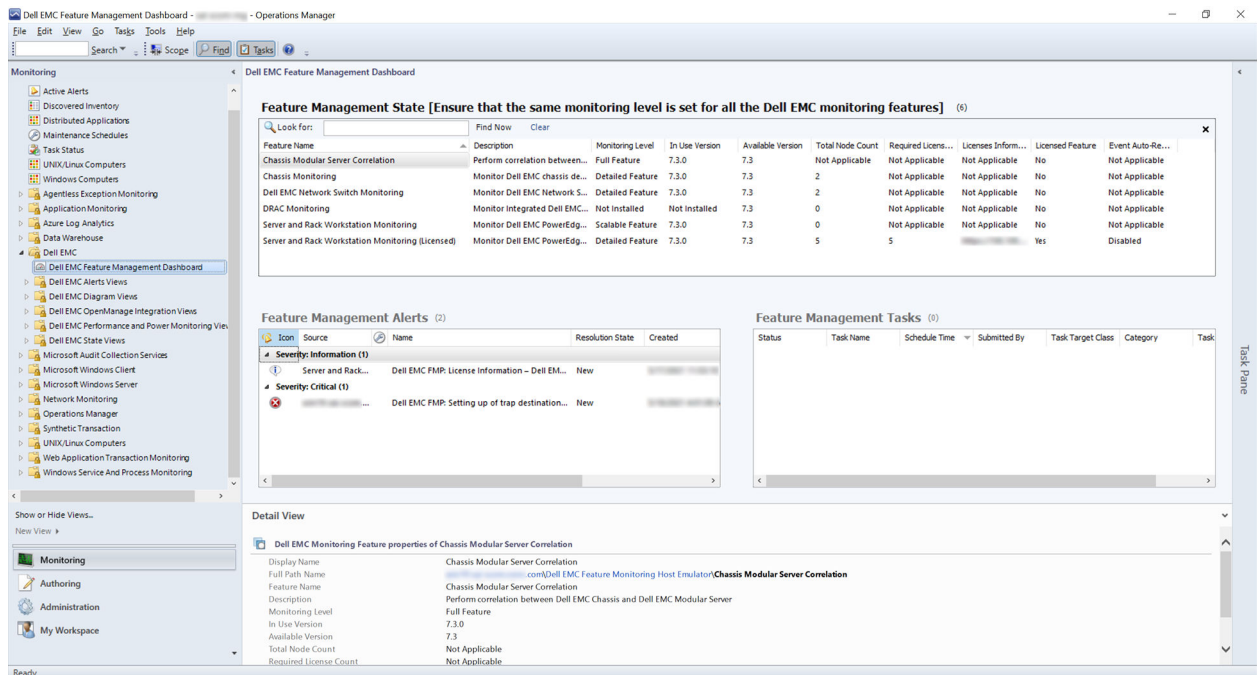 Dell EMC Feature Management Dashboard - - Operations Manager
File Edit View Go Tasks Tools Help
Search Scope Find Tasks
Monitoring
Active Alerts
Discovered Inventory
Distributed Applications
Maintenance Schedules
Task Status
UNIX/Linux Computers
Windows Computers
Agentless Exception Monitoring
Application Monitoring
Azure Log Analytics
Data Warehouse
Dell EMC
Dell EMC Feature Management Dashboard
Dell EMC Alerts Views
Dell EMC Diagram Views
Dell EMC OpenManage Integration Views
Dell EMC Performance and Power Monitoring Viev
Dell EMC State Views
Microsoft Audit Collection Services
Microsoft Windows Client
Microsoft Windows Server
Network Monitoring
Operations Manager
Synthetic Transaction
UNIX/Linux Computers
Web Application Transaction Monitoring
Windows Service And Process Monitoring
Show or Hide Views...
New View
Monitoring
Authoring
Administration
My Workspace
Ready
Dell EMC Feature Management Dashboard
Feature Management State [Ensure that the same monitoring level is set for all the Dell EMC monitoring features] (6)
Look for: Find Now Clear
Feature Name Description Monitoring Level In Use Version Available Version Total Node Count Required Licens... Licenses Inform... Licensed Feature Event Auto-Re...
Chassis Modular Server Correlation Perform correlation between... Full Feature 7.3.0 7.3 Not Applicable Not Applicable Not Applicable No Not Applicable
Chassis Monitoring Monitor Dell EMC chassis de... Detailed Feature 7.3.0 7.3 2 Not Applicable Not Applicable No Not Applicable
Dell EMC Network Switch Monitoring Monitor Dell EMC Network S... Detailed Feature 7.3.0 7.3 2 Not Applicable Not Applicable No Not Applicable
DRAC Monitoring Monitor Integrated Dell EMC... Not Installed Not Installed 7.3 0 Not Applicable Not Applicable No Not Applicable
Server and Rack Workstation Monitoring Monitor Dell EMC PowerEdg... Scalable Feature 7.3.0 7.3 0 Not Applicable Not Applicable No Not Applicable
Server and Rack Workstation Monitoring (Licensed) Monitor Dell EMC PowerEdg... Detailed Feature 7.3.0 7.3 5 5 Yes Disabled
Feature Management Alerts (2)
Icon Source Name Resolution State Created
Severity: Information (1)
Server and Rack... Dell EMC FMP: License Information – Dell EM... New
Severity: Critical (1)
... Dell EMC FMP: Setting up of trap destination... New
Feature Management Tasks (0)
Status Task Name Schedule Time Submitted By Task Target Class Category Task
Task Pane
Detail View
Dell EMC Monitoring Feature properties of Chassis Modular Server Correlation
Display Name Chassis Modular Server Correlation
Full Path Name .com\Dell EMC Feature Monitoring Host Emulator\Chassis Modular Server Correlation
Feature Name Chassis Modular Server Correlation
Description Perform correlation between Dell EMC Chassis and Dell EMC Modular Server
Monitoring Level Full Feature
In Use Version 7.3.0
Available Version 7.3
Total Node Count Not Applicable
Required License Count Not Applicable